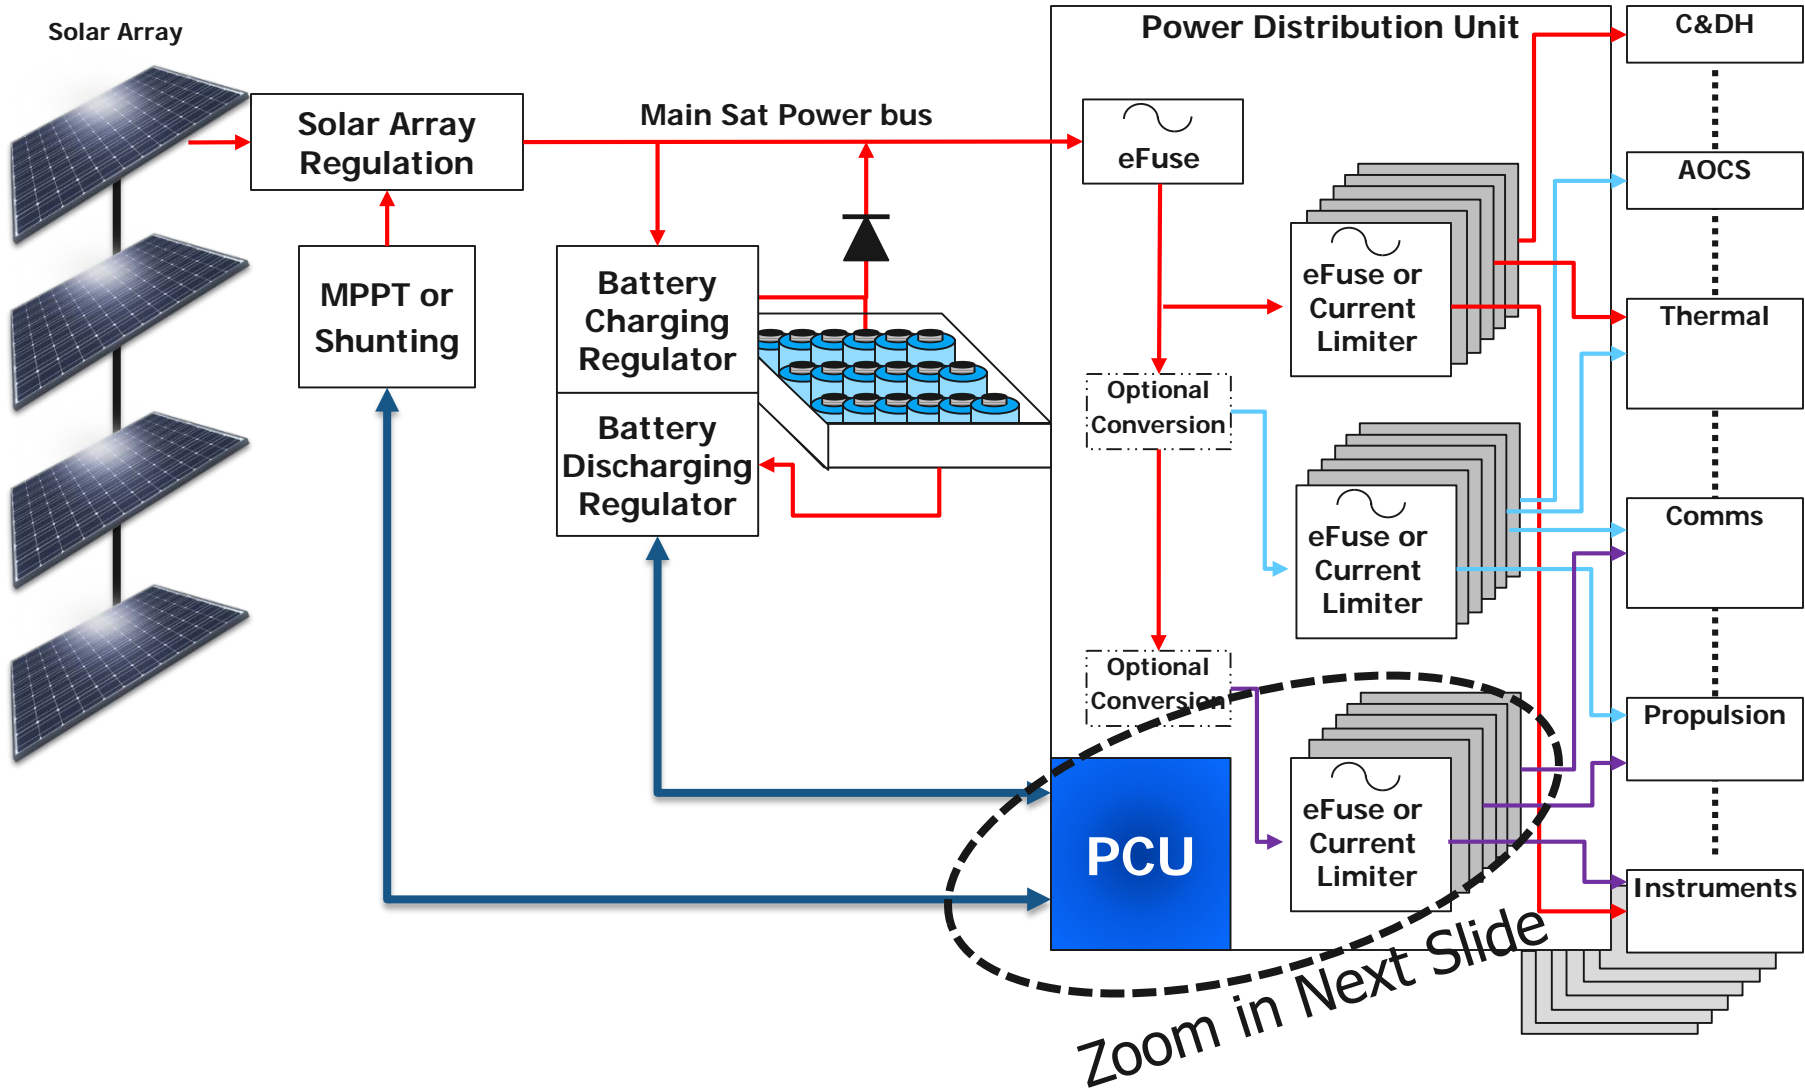 Solar Array
Solar Array
Regulation
MPPT or
Shunting
Main Sat Power bus
Battery
Charging
Regulator
Battery
Discharging
Regulator
Power Distribution Unit
eFuse
eFuse or
Current
Limiter
Optional
Conversion
eFuse or
Current
Limiter
Optional
Conversion
eFuse or
Current
Limiter
PCU
Zoom in Next Slide
C&DH
AOCS
Thermal
Comms
Propulsion
Instruments